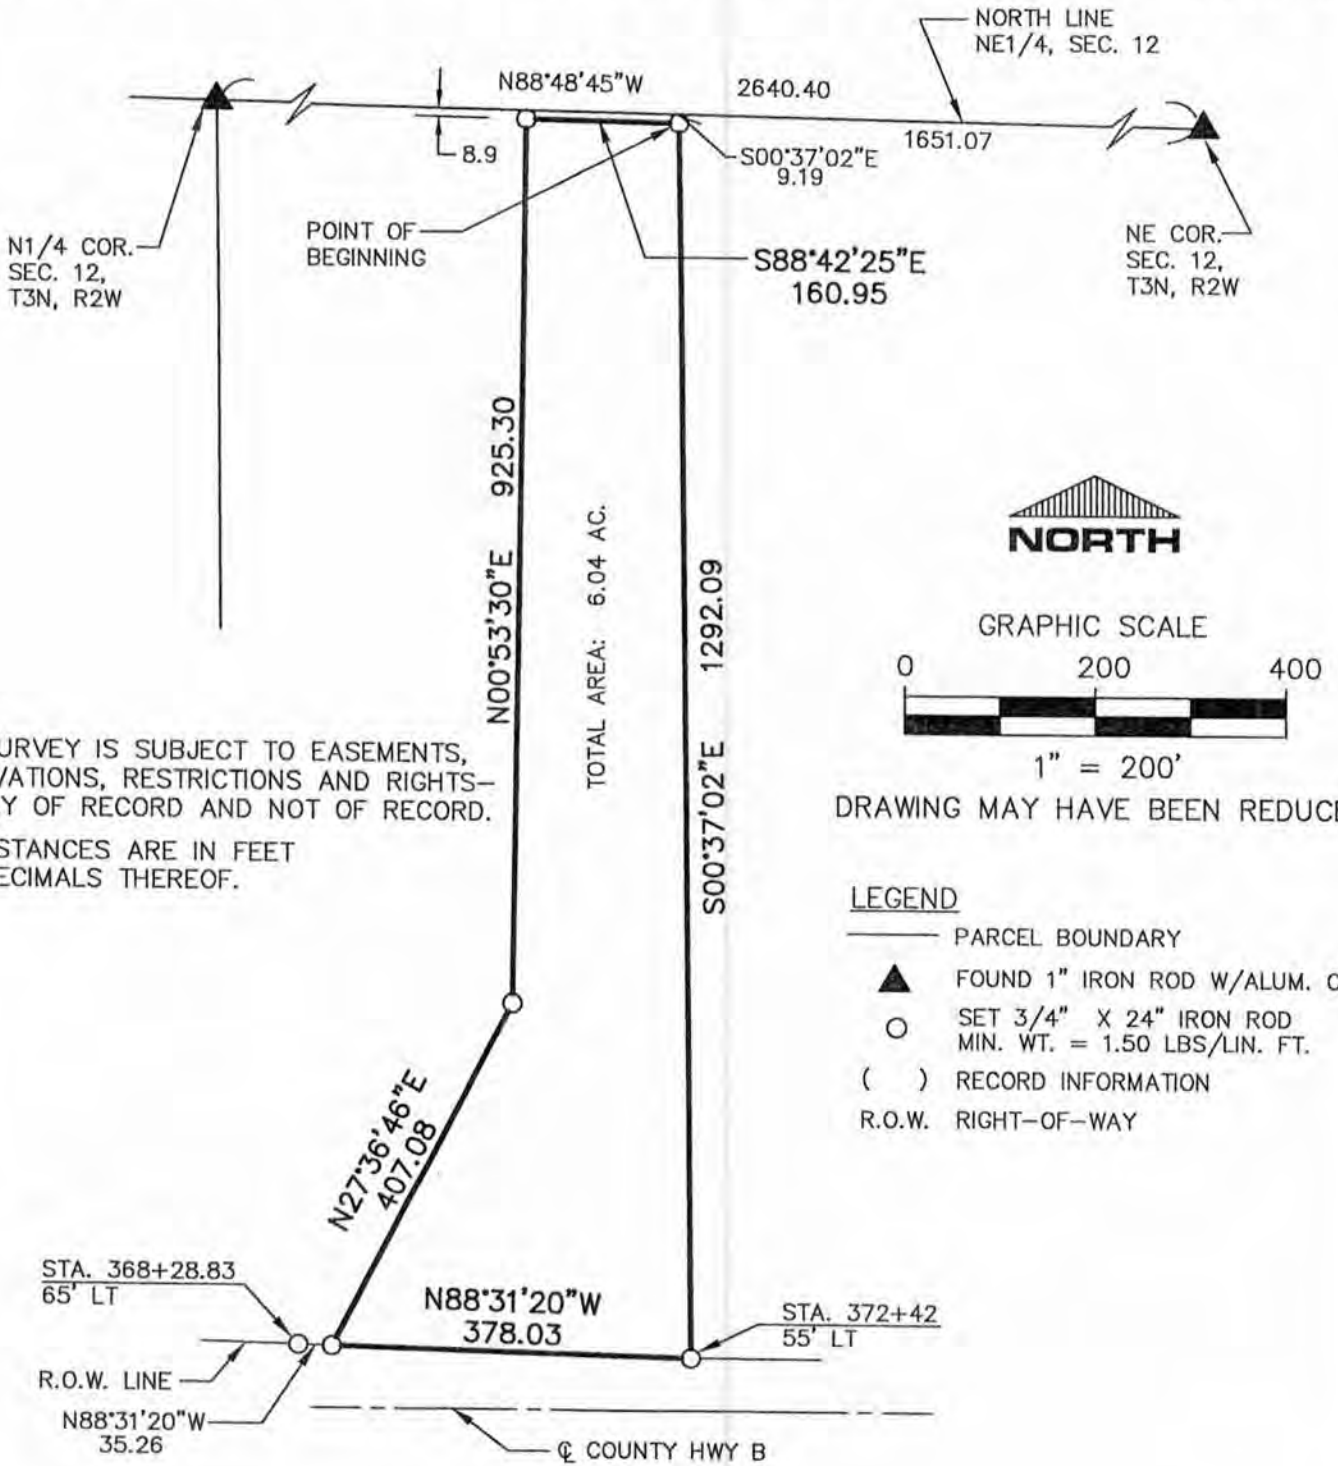 NORTH LINE
NE1/4, SEC. 12
N88°48'45"W
2640.40
1651.07
8.9
S00°37'02"E
9.19
N1/4 COR.
SEC. 12,
T3N, R2W
POINT OF
BEGINNING
S88°42'25"E
160.95
NE COR.
SEC. 12,
T3N, R2W
N00°53'30"E 925.30
TOTAL AREA: 6.04 AC.
S00°37'02"E 1292.09
NORTH
GRAPHIC SCALE
0 200 400
1" = 200'
DRAWING MAY HAVE BEEN REDUCE
URVEY IS SUBJECT TO EASEMENTS,
VATIONS, RESTRICTIONS AND RIGHTS-
Y OF RECORD AND NOT OF RECORD.
STANCES ARE IN FEET
ECIMALS THEREOF.
LEGEND
PARCEL BOUNDARY
FOUND 1" IRON ROD W/ALUM. C
SET 3/4" X 24" IRON ROD
MIN. WT. = 1.50 LBS/LIN. FT.
( ) RECORD INFORMATION
R.O.W. RIGHT-OF-WAY
N27°36'46"E
407.08
STA. 368+28.83
65' LT
N88°31'20"W
378.03
STA. 372+42
55' LT
R.O.W. LINE
N88°31'20"W
35.26
℄ COUNTY HWY B